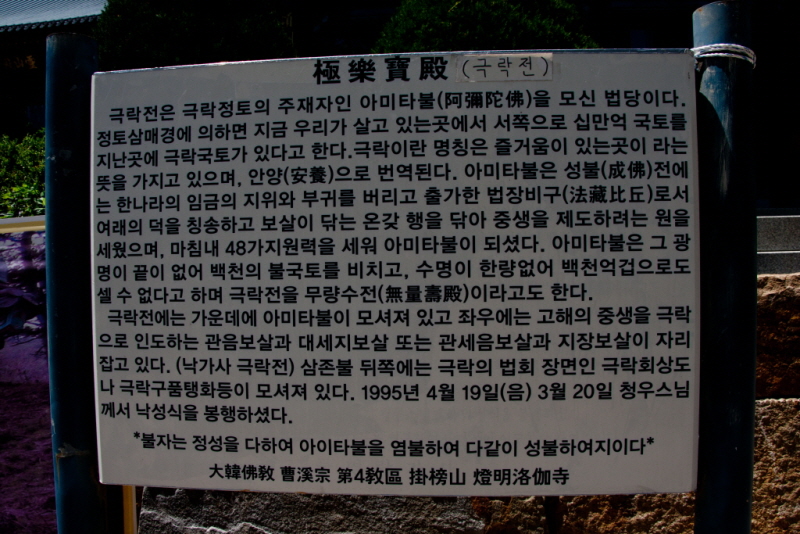 極樂寶殿 (극락전)
극락전은 극락정토의 주재자인 아미타불(阿彌陀佛)을 모신 법당이다.
정토삼매경에 의하면 지금 우리가 살고 있는곳에서 서쪽으로 십만억 국토를
지난곳에 극락국토가 있다고 한다.극락이란 명칭은 즐거움이 있는곳이 라는
뜻을 가지고 있으며, 안양(安養)으로 번역된다. 아미타불은 성불(成佛)전에
는 한나라의 임금의 지위와 부귀를 버리고 출가한 법장비구(法藏比丘)로서
여래의 덕을 칭송하고 보살이 닦는 온갖 행을 닦아 중생을 제도하려는 원을
세웠으며, 마침내 48가지원력을 세워 아미타불이 되셨다. 아미타불은 그 광
명이 끝이 없어 백천의 불국토를 비치고, 수명이 한량없어 백천억겁으로도
셀 수 없다고 하며 극락전을 무량수전(無量壽殿)이라고도 한다.
극락전에는 가운데에 아미타불이 모셔져 있고 좌우에는 고해의 중생을 극락
으로 인도하는 관음보살과 대세지보살 또는 관세음보살과 지장보살이 자리
잡고 있다. (낙가사 극락전) 삼존불 뒤쪽에는 극락의 법회 장면인 극락회상도
나 극락구품탱화등이 모셔져 있다. 1995년 4월 19일(음) 3월 20일 청우스님
께서 낙성식을 봉행하셨다.
*불자는 정성을 다하여 아이타불을 염불하여 다같이 성불하여지이다*
大韓佛敎 曹溪宗 第4敎區 掛榜山 燈明洛伽寺